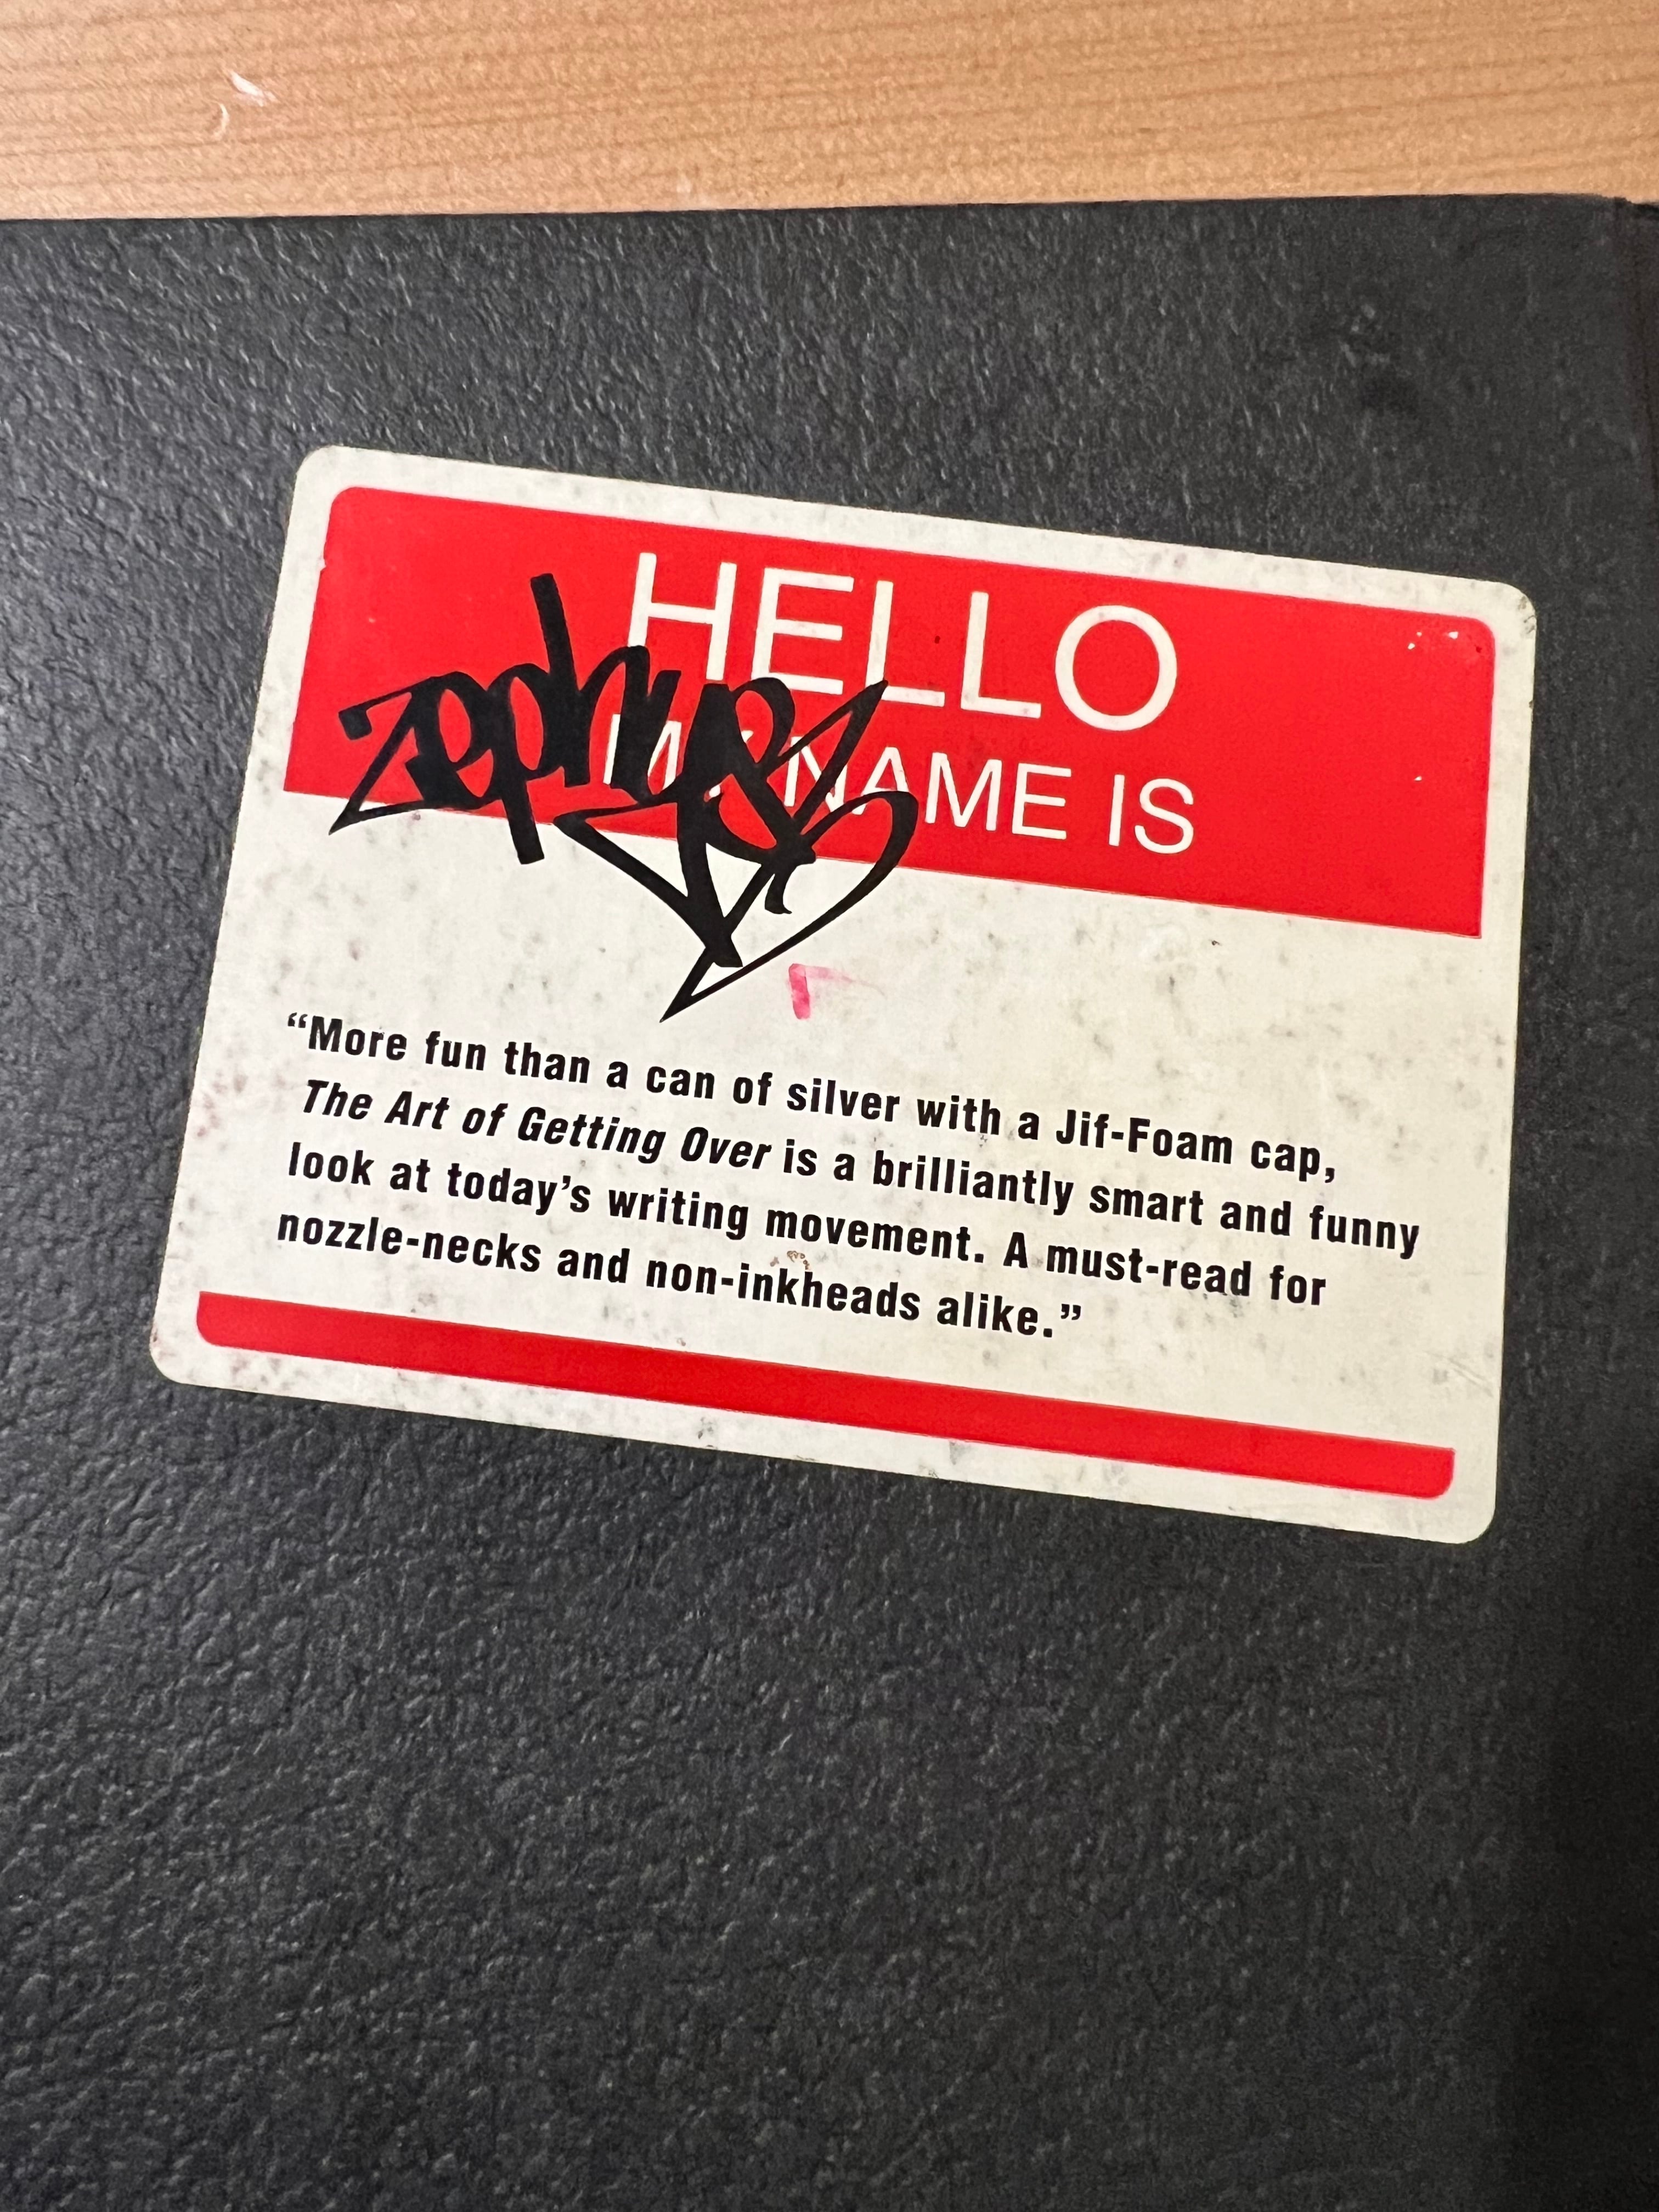 HELLO
MY NAME IS
zephyr
“More fun than a can of silver with a Jif-Foam cap,
The Art of Getting Over is a brilliantly smart and funny
look at today’s writing movement. A must-read for
nozzle-necks and non-inkheads alike.”